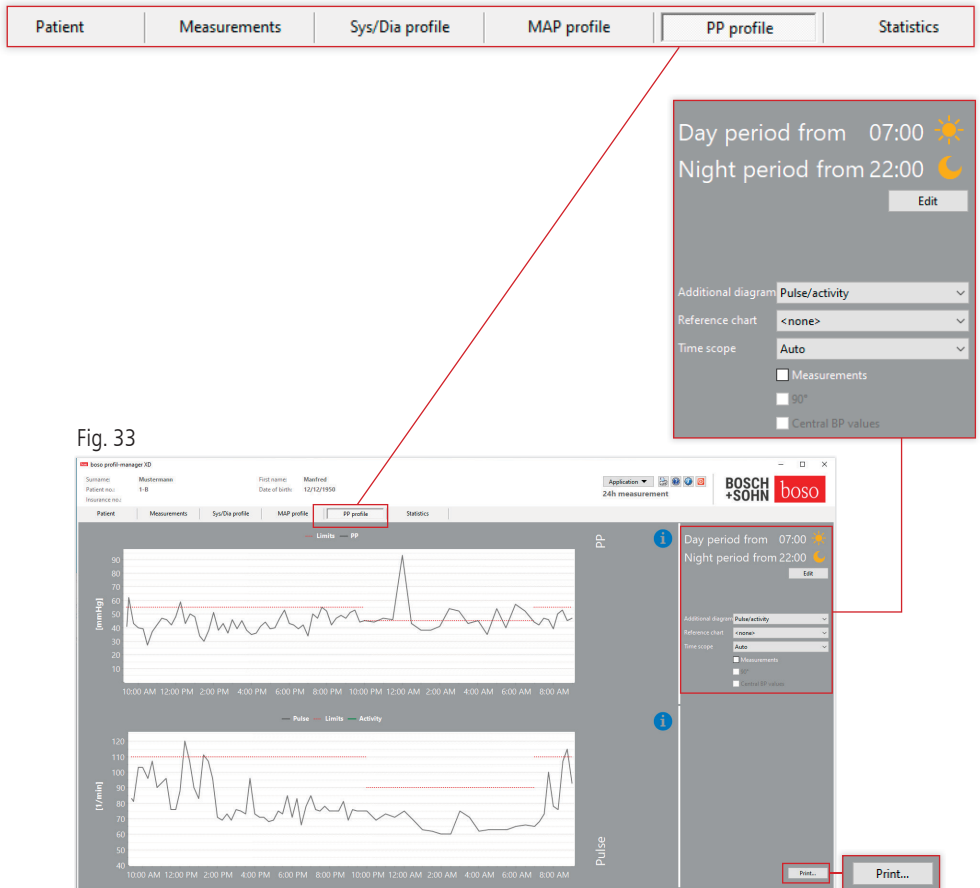 Patient Measurements Sys/Dia profile MAP profile PP profile Statistics
Day period from 07:00
Night period from 22:00
Edit
Additional diagram Pulse/activity
Reference chart <none>
Time scope Auto
Measurements
90°
Central BP values
Fig. 33
boso profil-manager XD
Surname: Mustermann First name: Manfred
Patient no.: 1-B Date of birth: 12/12/1950
Insurance no.:
Application
24h measurement
BOSCH
+SOHN
boso
Patient Measurements Sys/Dia profile MAP profile PP profile Statistics
Limits PP
[mmHg]
90
80
70
60
50
40
30
20
10
10:00 AM 12:00 PM 2:00 PM 4:00 PM 6:00 PM 8:00 PM 10:00 PM 12:00 AM 2:00 AM 4:00 AM 6:00 AM 8:00 AM
PP
Day period from 07:00
Night period from 22:00
Edit
Additional diagram Pulse/activity
Reference chart <none>
Time scope Auto
Measurements
90°
Central BP values
Pulse Limits Activity
[1/min]
120
110
100
90
80
70
60
50
40
10:00 AM 12:00 PM 2:00 PM 4:00 PM 6:00 PM 8:00 PM 10:00 PM 12:00 AM 2:00 AM 4:00 AM 6:00 AM 8:00 AM
Pulse
Print...
Print...